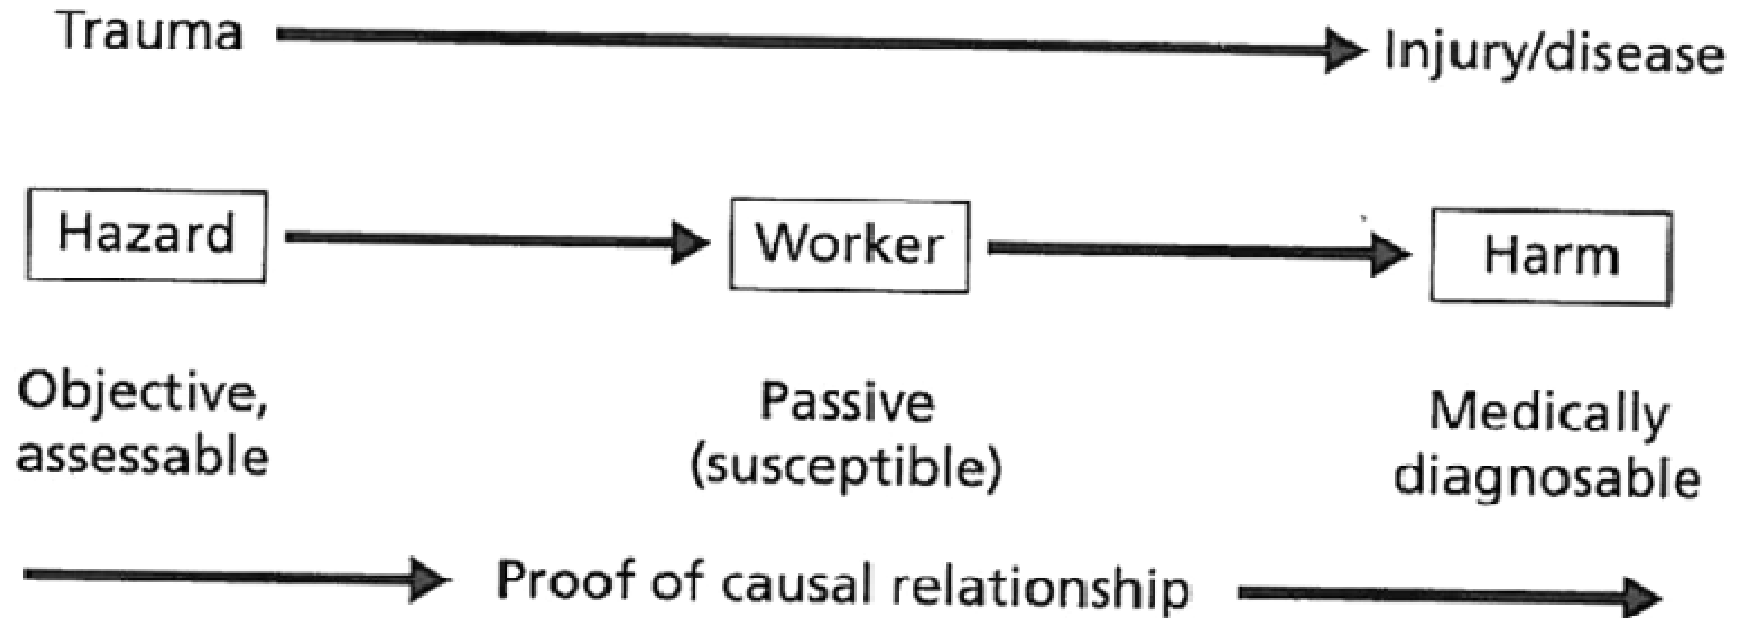 Trauma
Injury/disease
Hazard
Worker
Harm
Objective,
assessable
Passive
(susceptible)
Medically
diagnosable
Proof of causal relationship